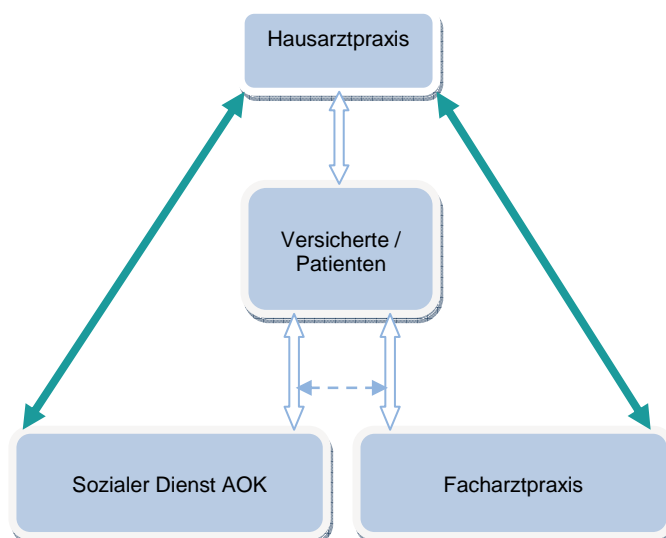 Hausarztpraxis
Versicherte /
Patienten
Sozialer Dienst AOK
Facharztpraxis